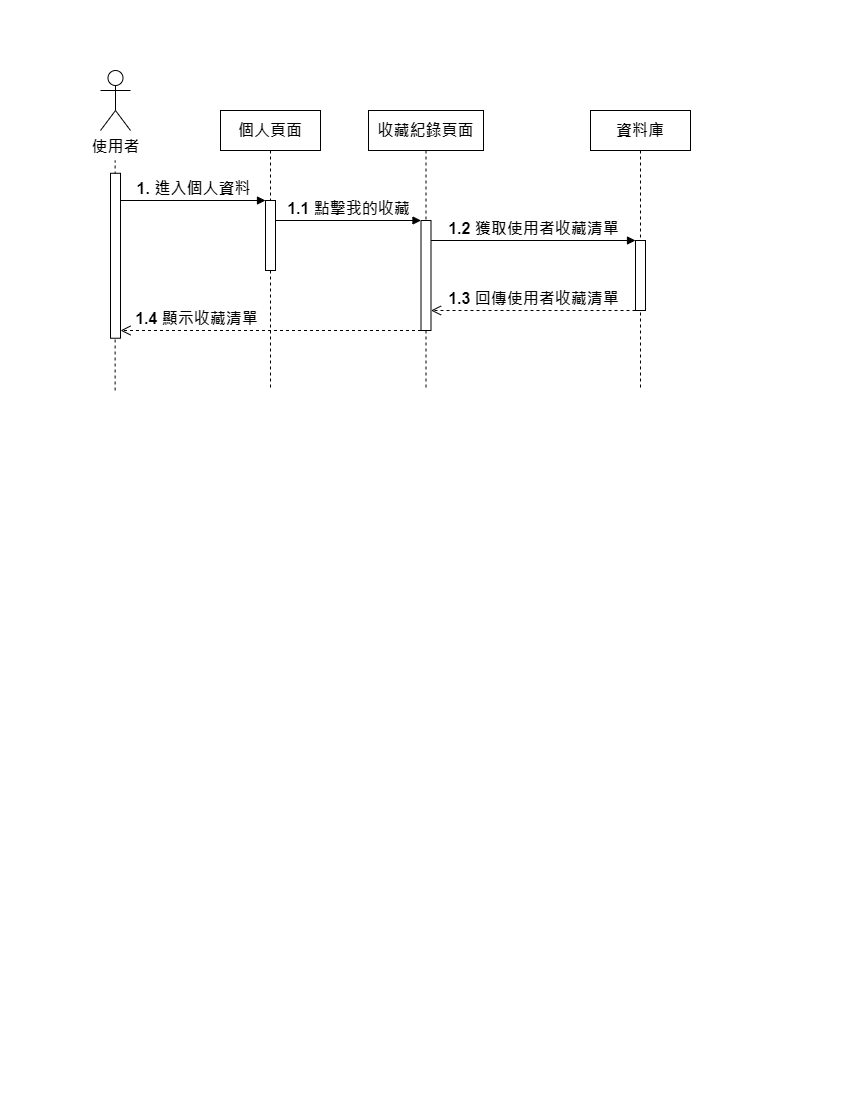 使用者
個人頁面
收藏紀錄頁面
資料庫
1. 進入個人資料
1.1 點擊我的收藏
1.2 獲取使用者收藏清單
1.3 回傳使用者收藏清單
1.4 顯示收藏清單